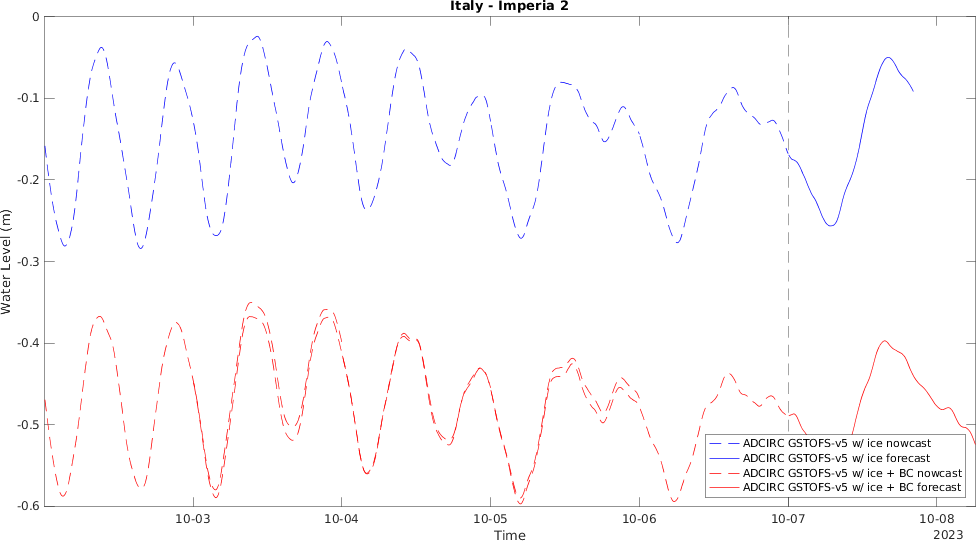 Italy - Imperia 2
0
-0.1
-0.2
-0.3
-0.4
-0.5
-0.6
Water Level (m)
ADCIRC GSTOFS-v5 w/ ice nowcast
ADCIRC GSTOFS-v5 w/ ice forecast
ADCIRC GSTOFS-v5 w/ ice + BC nowcast
ADCIRC GSTOFS-v5 w/ ice + BC forecast
10-03 10-04 10-05 10-06 10-07 10-08
Time
2023